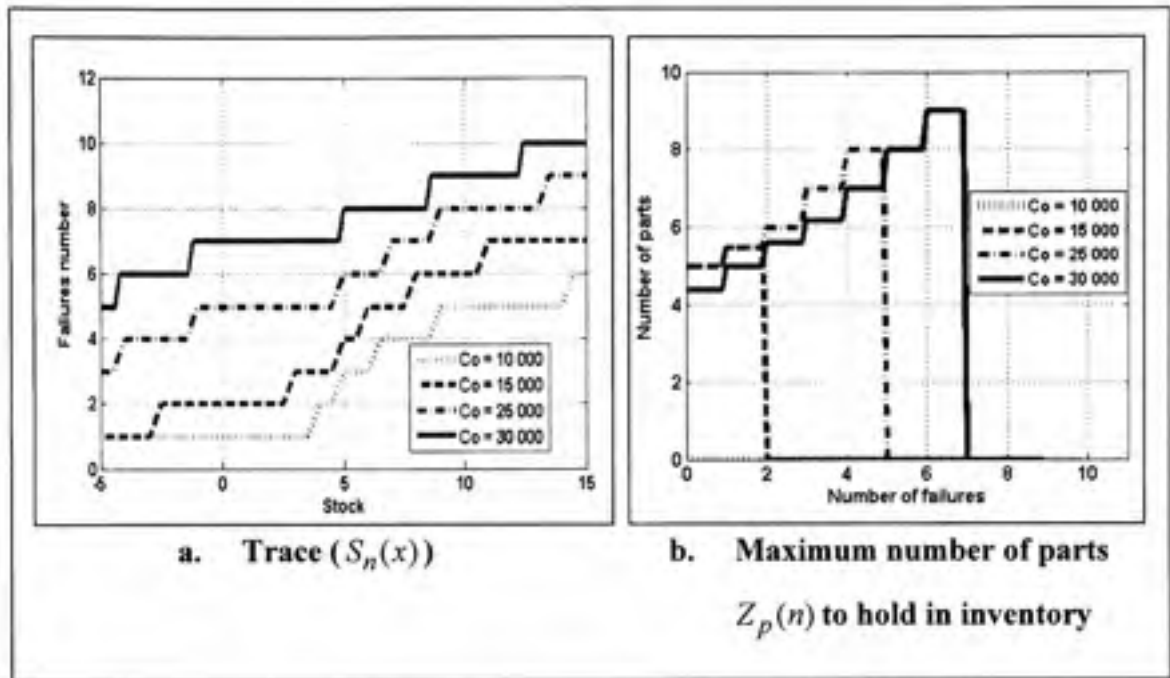 12
10
8
6
4
2
0
-5
0
5
10
15
Failures number
Stock
Co = 10 000
Co = 15 000
Co = 25 000
Co = 30 000
10
8
6
4
2
0
0
2
4
6
8
10
Number of parts
Number of failures
Co = 10 000
Co = 15 000
Co = 25 000
Co = 30 000
a. Trace (Sₙ(x))
b. Maximum number of parts
Zₚ(n) to hold in inventory